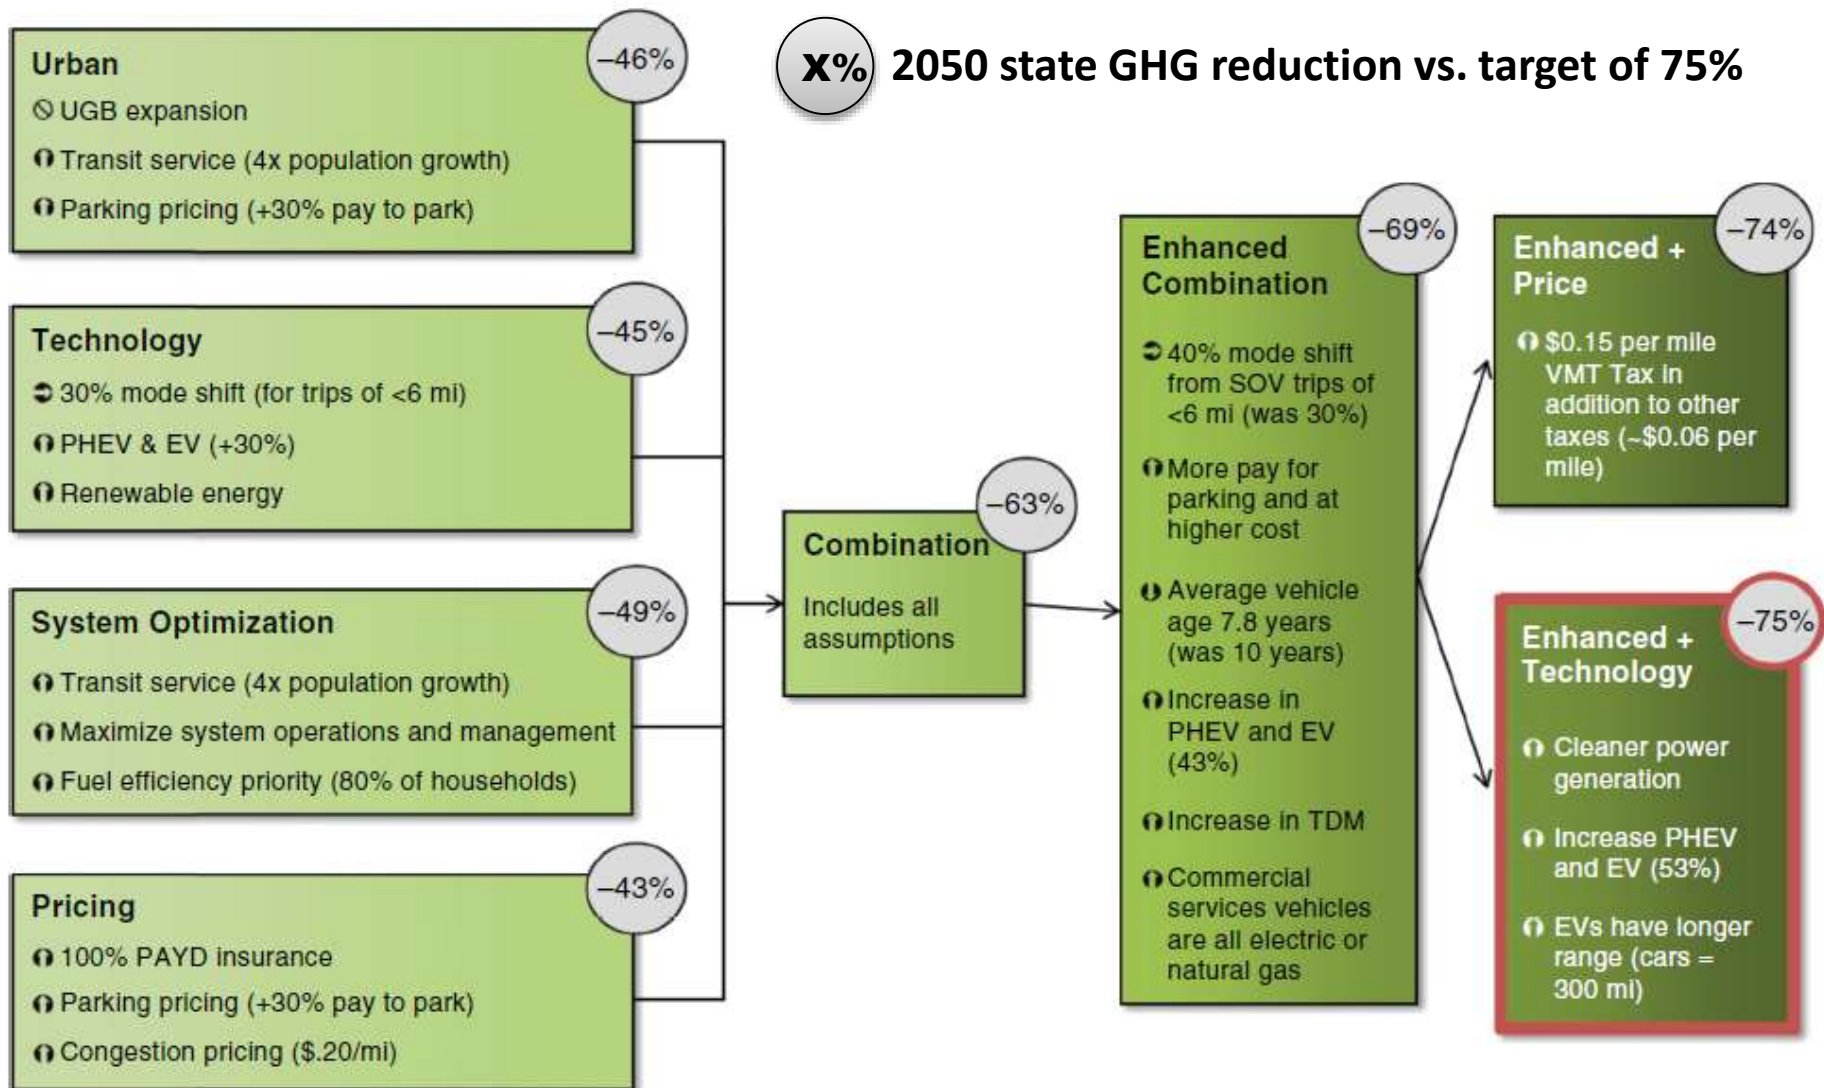 X% 2050 state GHG reduction vs. target of 75%
Urban
–46%
UGB expansion
Transit service (4x population growth)
Parking pricing (+30% pay to park)
Technology
–45%
30% mode shift (for trips of <6 mi)
PHEV & EV (+30%)
Renewable energy
System Optimization
–49%
Transit service (4x population growth)
Maximize system operations and management
Fuel efficiency priority (80% of households)
Pricing
–43%
100% PAYD insurance
Parking pricing (+30% pay to park)
Congestion pricing ($.20/mi)
Combination
–63%
Includes all
assumptions
Enhanced
Combination
–69%
40% mode shift
from SOV trips of
<6 mi (was 30%)
More pay for
parking and at
higher cost
Average vehicle
age 7.8 years
(was 10 years)
Increase in
PHEV and EV
(43%)
Increase in TDM
Commercial
services vehicles
are all electric or
natural gas
Enhanced +
Price
–74%
$0.15 per mile
VMT Tax in
addition to other
taxes (~$0.06 per
mile)
Enhanced +
Technology
–75%
Cleaner power
generation
Increase PHEV
and EV (53%)
EVs have longer
range (cars =
300 mi)